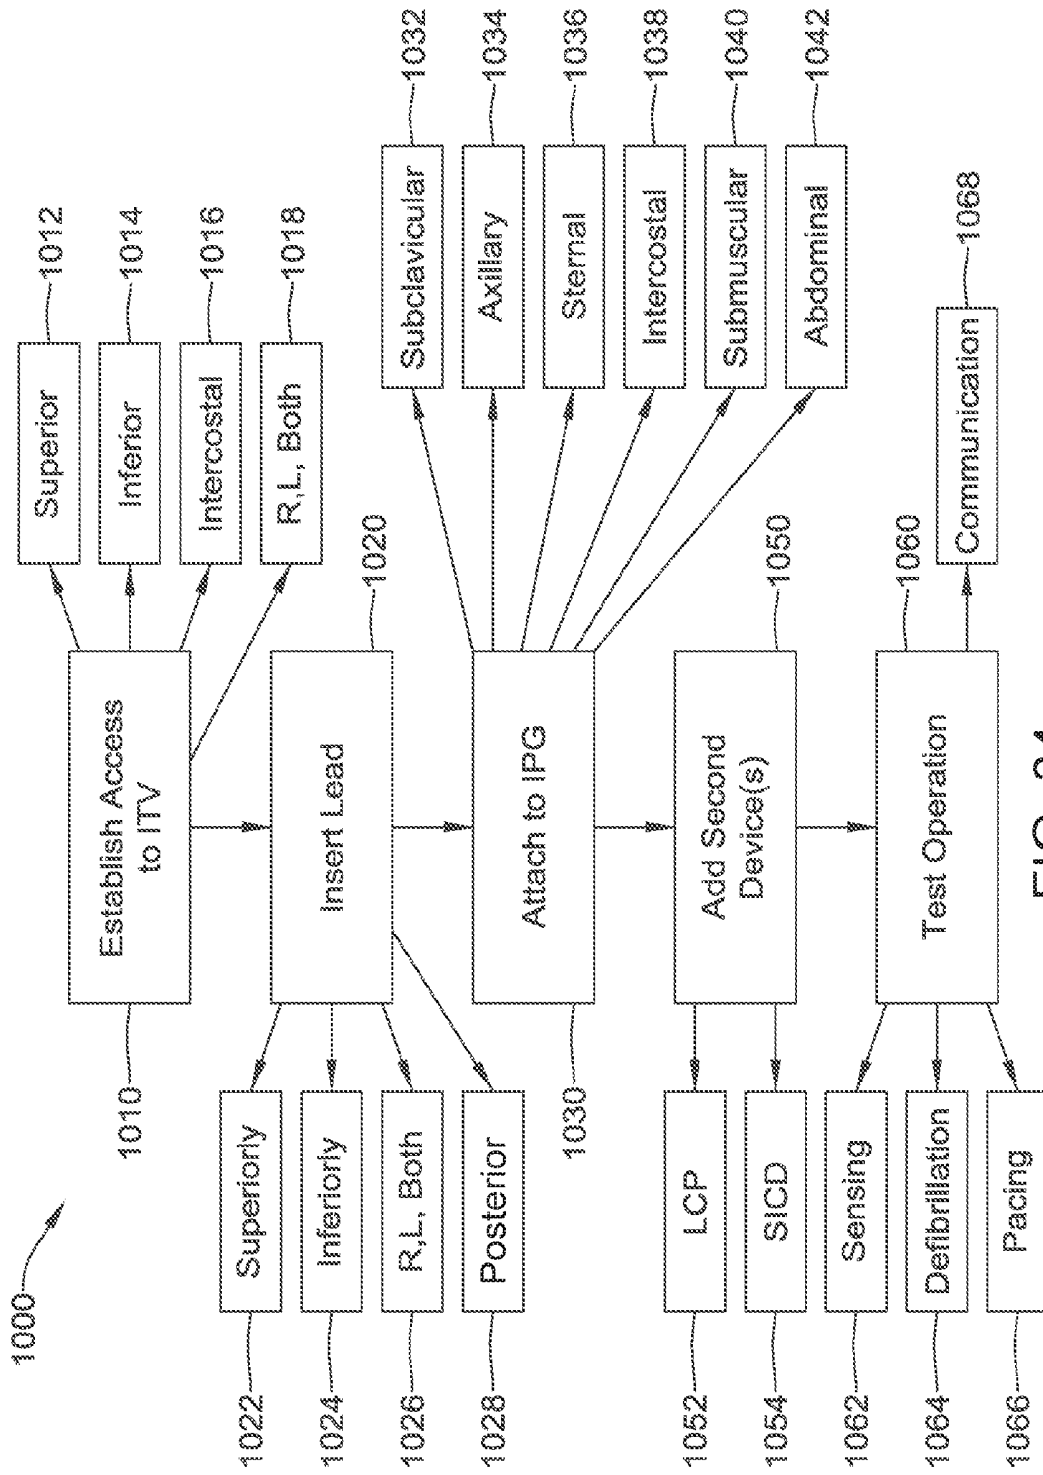 1000
1010
Establish Access
to ITV
Superior
1012
Inferior
1014
Intercostal
1016
R,L, Both
1018
1020
Insert Lead
1022
Superiorly
1024
Inferiorly
1026
R,L, Both
1028
Posterior
1030
Attach to IPG
Subclavicular
1032
Axillary
1034
Sternal
1036
Intercostal
1038
Submuscular
1040
Abdominal
1042
Add Second
Device(s)
1050
1052
LCP
1054
SICD
Test Operation
1060
1062
Sensing
1064
Defibrillation
1066
Pacing
Communication
1068
FIG.